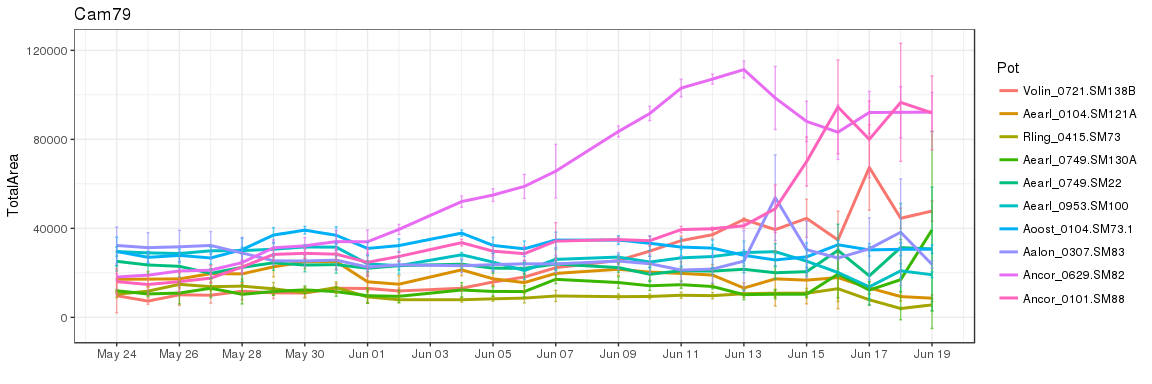 Cam79
TotalArea
120000
80000
40000
0
May 24 May 26 May 28 May 30 Jun 01 Jun 03 Jun 05 Jun 07 Jun 09 Jun 11 Jun 13 Jun 15 Jun 17 Jun 19
Pot
Volin_0721.SM138B
Aearl_0104.SM121A
Rling_0415.SM73
Aearl_0749.SM130A
Aearl_0749.SM22
Aearl_0953.SM100
Aoost_0104.SM73.1
Aalon_0307.SM83
Ancor_0629.SM82
Ancor_0101.SM88